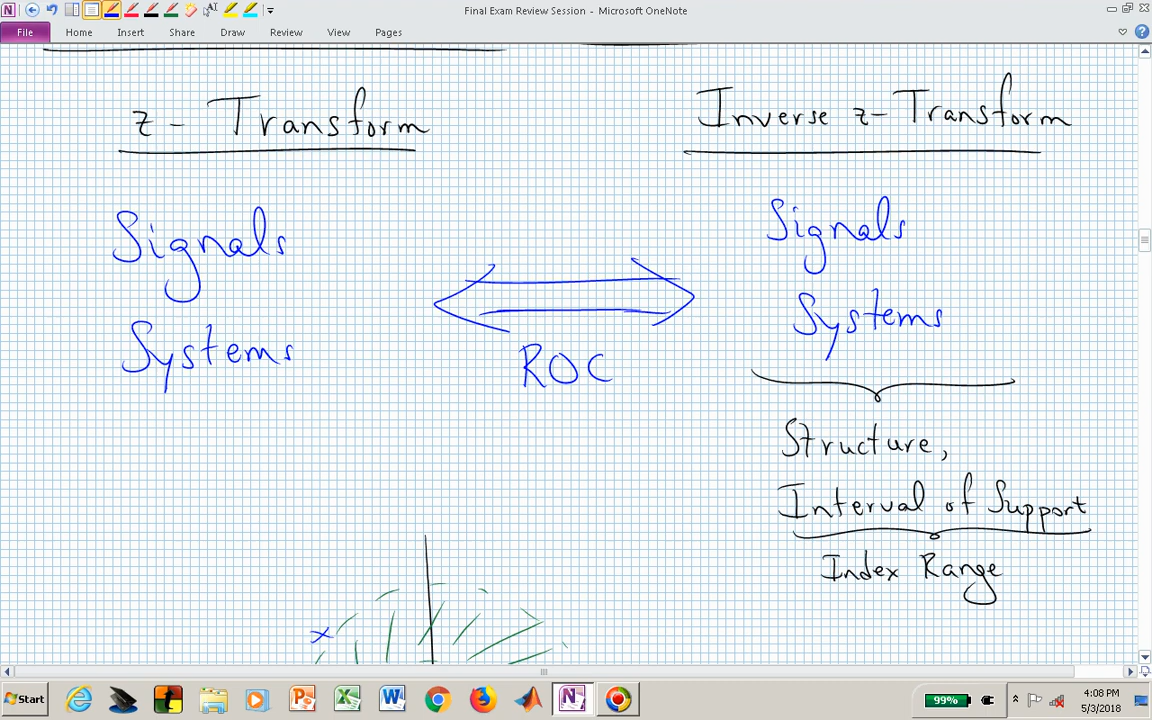 Final Exam Review Session - Microsoft OneNote
File Home Insert Share Draw Review View Pages
z - Transform
Inverse z - Transform
Signals
Systems
ROC
Signals
Systems
Structure,
Interval of Support
Index Range
x
Start
99%
4:08 PM
5/3/2018